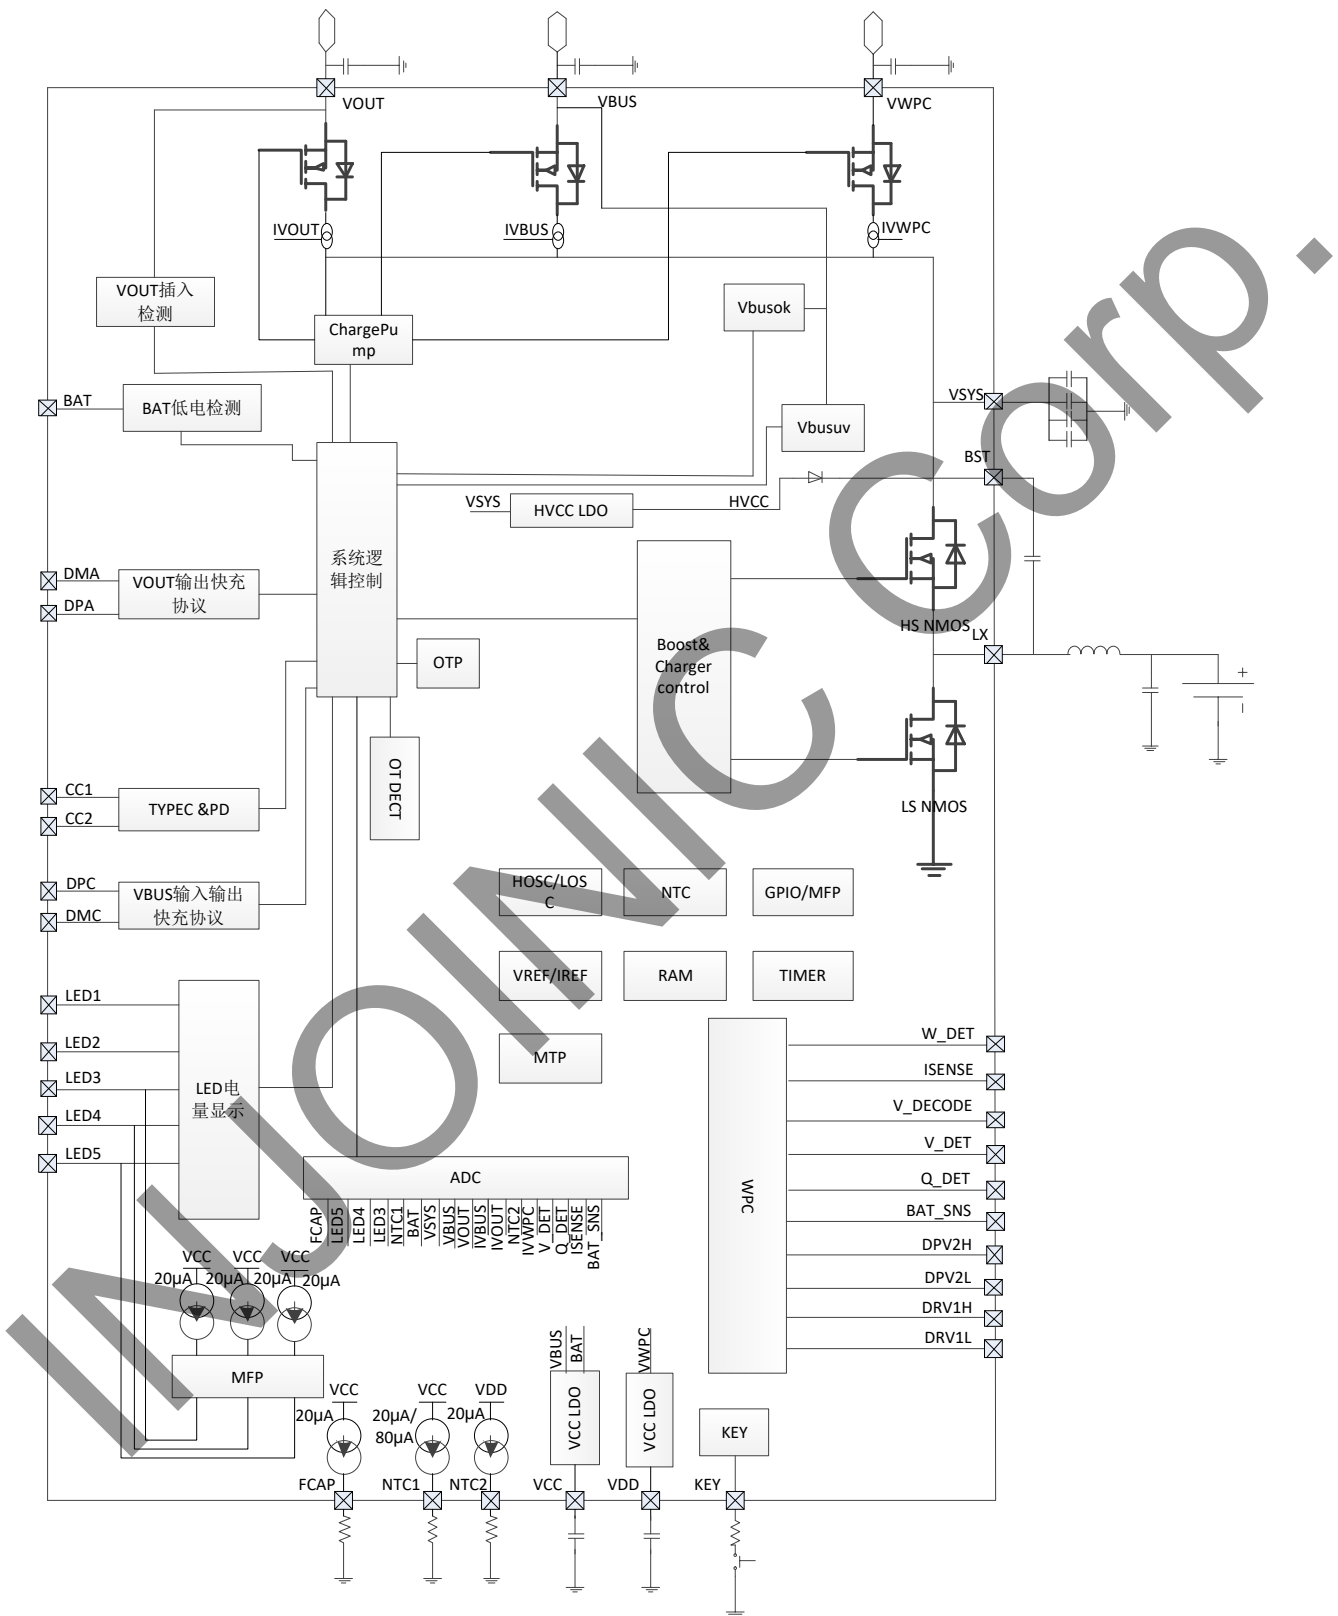 VOUT
VBUS
VWPC
IVOUT
IVBUS
IVWPC
VOUT插入
检测
Vbusok
ChargePu
mp
BAT
BAT低电检测
VSYS
Vbusuv
BST
VSYS
HVCC LDO
HVCC
系统逻
辑控制
DMA
DPA
VOUT输出快充
协议
HS NMOS
LX
Boost&
Charger
control
OTP
+
–
OT DECT
CC1
CC2
TYPEC &PD
LS NMOS
DPC
DMC
VBUS输入输出
快充协议
HOSC/LOS
C
NTC
GPIO/MFP
VREF/IREF
RAM
TIMER
MTP
LED1
LED2
LED3
LED4
LED5
LED电
量显示
WPC
W_DET
ISENSE
V_DECODE
V_DET
Q_DET
BAT_SNS
DPV2H
DPV2L
DRV1H
DRV1L
ADC
FCAP
LED5
LED4
LED3
NTC1
BAT
VSYS
VBUS
VOUT
IVBUS
IVOUT
NTC2
IVWPC
V_DET
Q_DET
ISENSE
BAT_SNS
VCC
VCC
VCC
20μA
20μA
20μA
20μA
MFP
VCC
20μA
FCAP
VCC
20μA/
80μA
NTC1
VDD
20μA
NTC2
VBUS
BAT
VCC LDO
VCC
VWPC
VCC LDO
VDD
KEY
KEY
INJOINIC Corp.